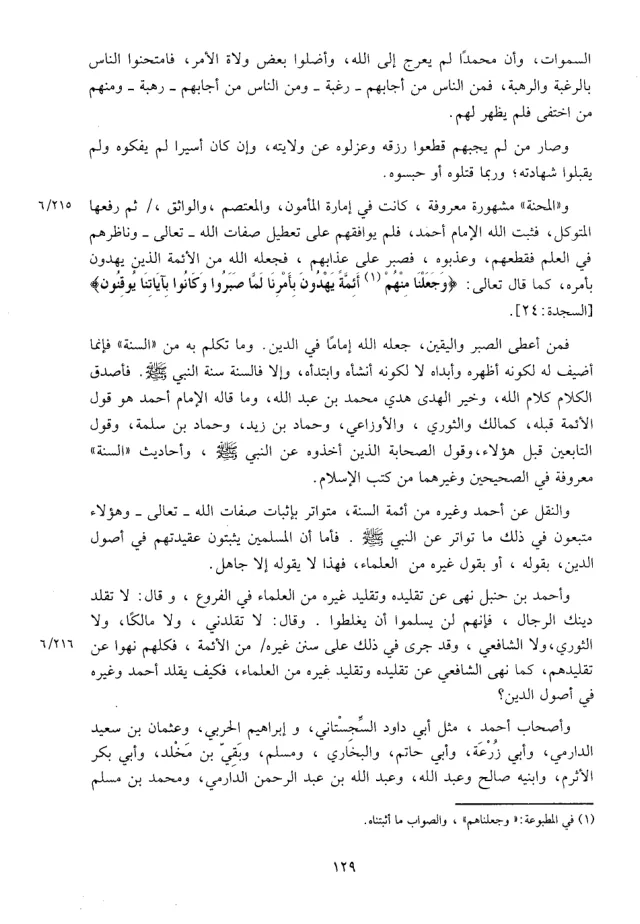 السموات، وأن محمدًا لم يعرج إلى الله، وأضلوا بعض ولاة الأمر، فامتحنوا الناس
بالرغبة والرهبة، فمن الناس من أجابهم ـ رغبة ـ ومن الناس من أجابهم ـ رهبة ـ ومنهم
من اختفى فلم يظهر لهم.
وصار من لم يجبهم قطعوا رزقه وعزلوه عن ولايته، وإن كان أسيرا لم يفكوه ولم
يقبلوا شهادته؛ وربما قتلوه أو حبسوه.
و«المحنة» مشهورة معروفة ، كانت في إمارة المأمون، والمعتصم ،والواثق ،/ ثم رفعها ٦/٢١٥
المتوكل، فثبت الله الإمام أحمد، فلم يوافقهم على تعطيل صفات الله ـ تعالى ـ وناظرهم
في العلم فقطعهم، وعذبوه ، فصبر على عذابهم ، فجعله الله من الأئمة الذين يهدون
بأمره، كما قال تعالى: ﴿وَجَعَلْنَا مِنْهُمْ (١) أَئِمَّةً يَهْدُونَ بِأَمْرِنَا لَمَّا صَبَرُوا وَكَانُوا بِآيَاتِنَا يُوقِنُون﴾
[السجدة: ٢٤].
فمن أعطى الصبر واليقين، جعله الله إمامًا في الدين. وما تكلم به من «السنة» فإنما
أضيف له لكونه أظهره وأبداه لا لكونه أنشأه وابتدأه، وإلا فالسنة سنة النبي ﷺ. فأصدق
الكلام كلام الله، وخير الهدى هدي محمد بن عبد الله، وما قاله الإمام أحمد هو قول
الأئمة قبله، كمالك والثوري ، والأوزاعي، وحماد بن زيد، وحماد بن سلمة، وقول
التابعين قبل هؤلاء،وقول الصحابة الذين أخذوه عن النبي ﷺ ، وأحاديث «السنة»
معروفة في الصحيحين وغيرهما من كتب الإسلام.
والنقل عن أحمد وغيره من أئمة السنة، متواتر بإثبات صفات الله ـ تعالى ـ وهؤلاء
متبعون في ذلك ما تواتر عن النبي ﷺ . فأما أن المسلمين يثبتون عقيدتهم في أصول
الدين، بقوله ، أو بقول غيره من العلماء، فهذا لا يقوله إلا جاهل.
وأحمد بن حنبل نهى عن تقليده وتقليد غيره من العلماء في الفروع ، و قال: لا تقلد
دينك الرجال ، فإنهم لن يسلموا أن يغلطوا . وقال: لا تقلدني ، ولا مالكًا، ولا
الثوري،ولا الشافعي ، وقد جرى في ذلك على سنن غيره/ من الأئمة ، فكلهم نهوا عن ٦/٢١٦
تقليدهم، كما نهى الشافعي عن تقليده وتقليد غيره من العلماء، فكيف يقلد أحمد وغيره
في أصول الدين؟
وأصحاب أحمد ، مثل أبي داود السِّجِسْتاني، و إبراهيم الحربي، وعثمان بن سعيد
الدارمي، وأبي زُرْعَة، وأبي حاتم، والبخاري ، ومسلم، وبَقِيّ بن مَخْلَد، وأبي بكر
الأثرم، وابنيه صالح وعبد الله، وعبد الله بن عبد الرحمن الدارمي، ومحمد بن مسلم
(١) في المطبوعة:« وجعلناهم» ، والصواب ما أثبتناه.
١٢٩